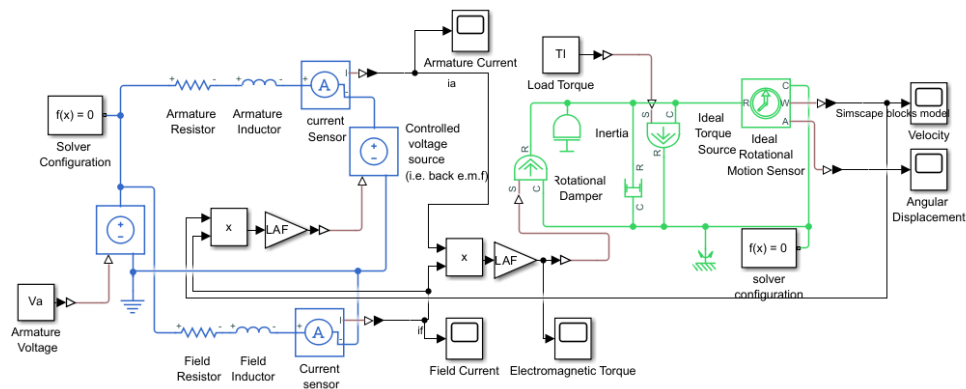 Armature Current
ia
Tl
Load Torque
f(x) = 0
Solver
Configuration
+
-
+
-
Armature
Resistor
Armature
Inductor
+
A
i
-
current
Sensor
Controlled
voltage
source
(i.e. back e.m.f)
+
-
S
C
R
Inertia
Ideal
Torque
Source
R
C
W
A
Ideal
Rotational
Motion Sensor
Simscape blocks model
Velocity
Angular
Displacement
R
S
C
Rotational
Damper
R
C
+
-
x
LAF
x
LAF
f(x) = 0
solver
configuration
Va
Armature
Voltage
+
-
+
-
Field
Resistor
Field
Inductor
+
A
i
-
Current
sensor
if
Field Current
Electromagnetic Torque